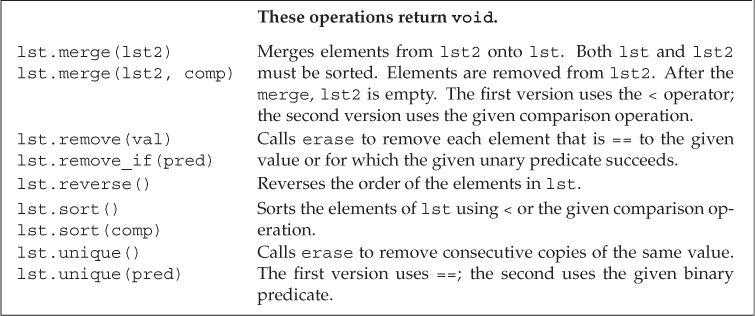 These operations return void.
lst.merge(lst2) Merges elements from lst2 onto lst. Both lst and lst2
lst.merge(lst2, comp) must be sorted. Elements are removed from lst2. After the
merge, lst2 is empty. The first version uses the < operator;
the second version uses the given comparison operation.
lst.remove(val) Calls erase to remove each element that is == to the given
lst.remove_if(pred) value or for which the given unary predicate succeeds.
lst.reverse() Reverses the order of the elements in lst.
lst.sort() Sorts the elements of lst using < or the given comparison op-
lst.sort(comp) eration.
lst.unique() Calls erase to remove consecutive copies of the same value.
lst.unique(pred) The first version uses ==; the second uses the given binary
predicate.